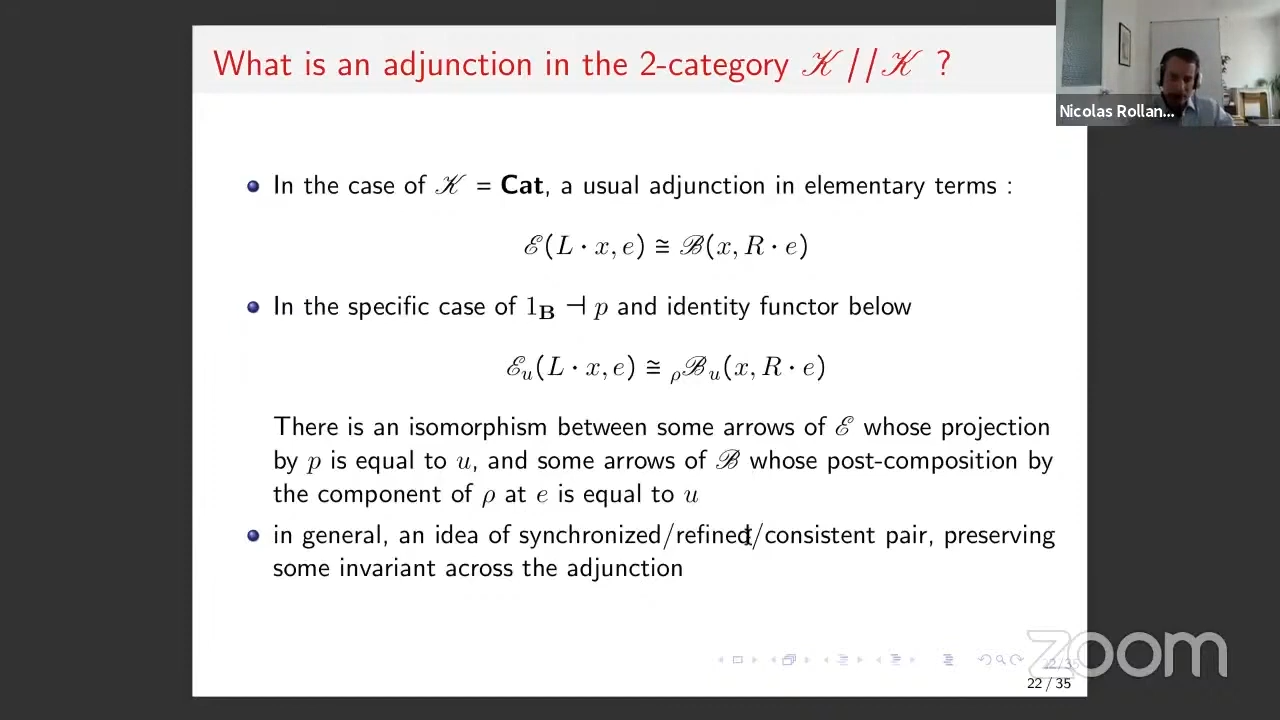 What is an adjunction in the 2-category 𝒦//𝒦 ?
Nicolas Rollan...
In the case of 𝒦 = Cat, a usual adjunction in elementary terms :
ℰ(L · x, e) ≅ ℬ(x, R · e)
In the specific case of 1_B ⊣ p and identity functor below
ℰ_u(L · x, e) ≅ _ρℬ_u(x, R · e)
There is an isomorphism between some arrows of ℰ whose projection
by p is equal to u, and some arrows of ℬ whose post-composition by
the component of ρ at e is equal to u
in general, an idea of synchronized/refined/consistent pair, preserving
some invariant across the adjunction
zoom
22/35
22 / 35